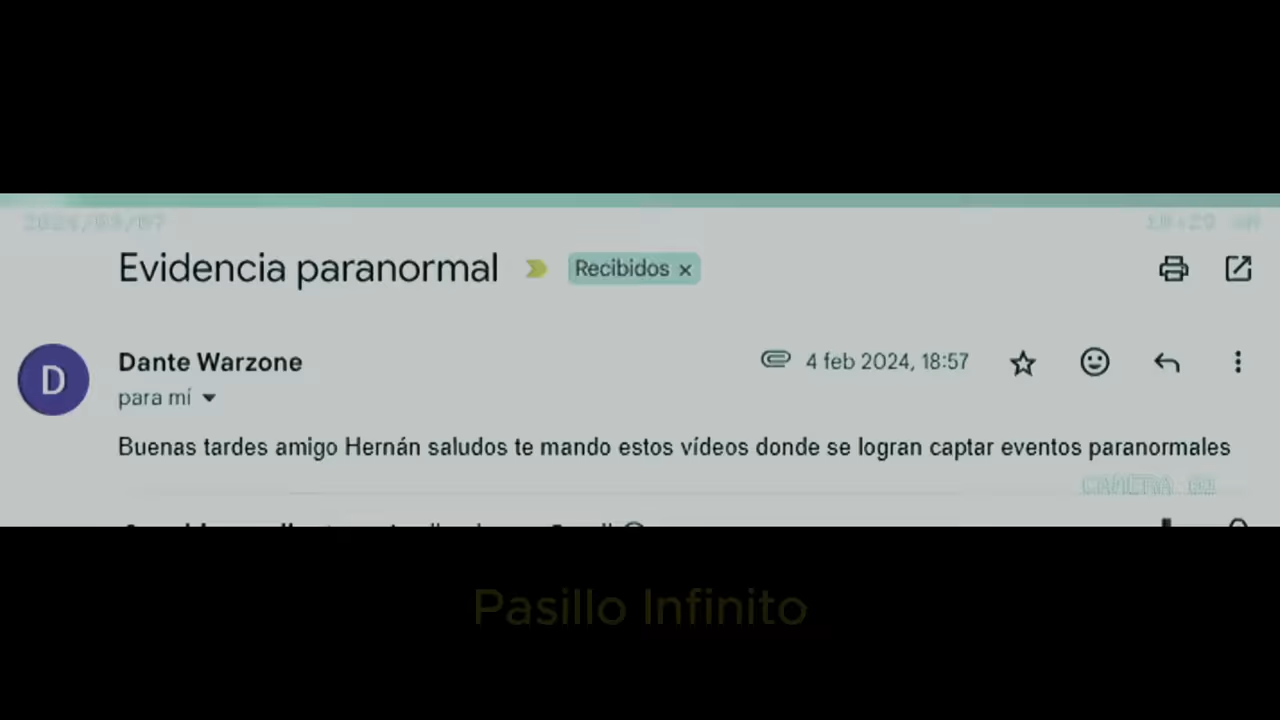 Evidencia paranormal
Recibidos ×
D
Dante Warzone
4 feb 2024, 18:57
para mí
Buenas tardes amigo Hernán saludos te mando estos vídeos donde se logran captar eventos paranormales
CAMERA
Pasillo Infinito